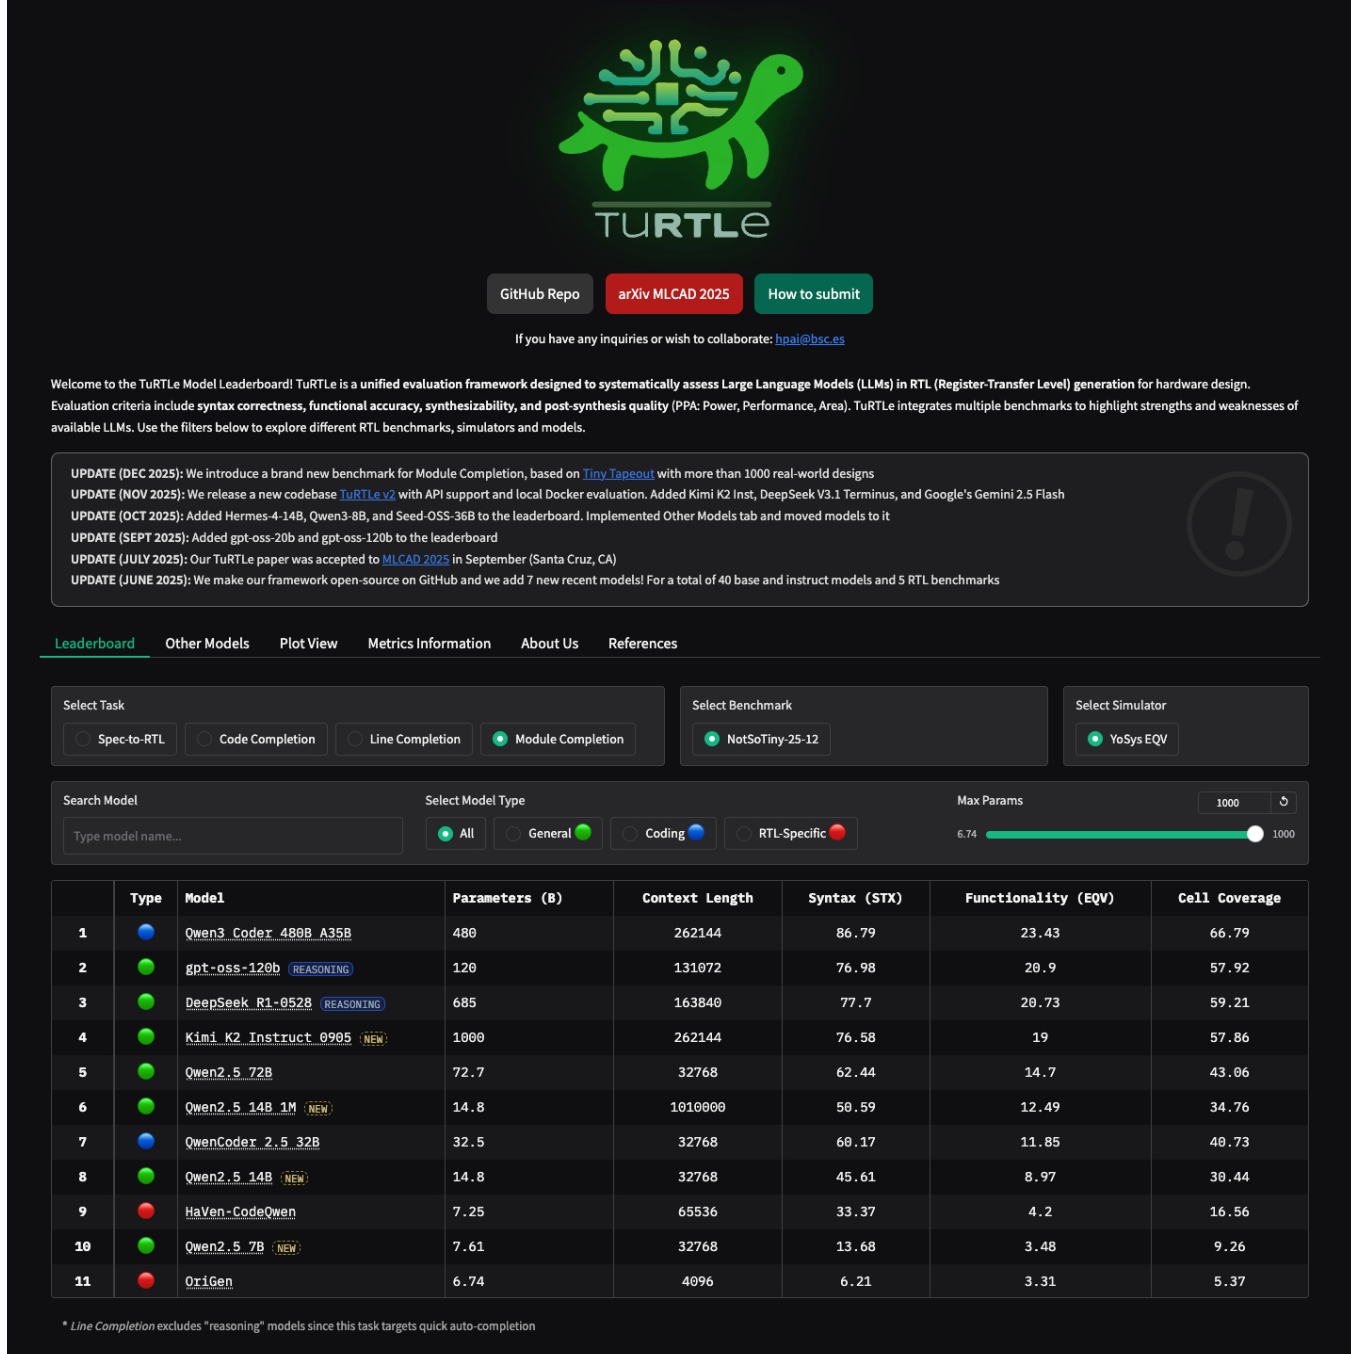 TuRTLe
GitHub Repo
arXiv MLCAD 2025
How to submit
If you have any inquiries or wish to collaborate: hpai@bsc.es
Welcome to the TuRTLe Model Leaderboard! TuRTLe is a unified evaluation framework designed to systematically assess Large Language Models (LLMs) in RTL (Register-Transfer Level) generation for hardware design.
Evaluation criteria include syntax correctness, functional accuracy, synthesizability, and post-synthesis quality (PPA: Power, Performance, Area). TuRTLe integrates multiple benchmarks to highlight strengths and weaknesses of
available LLMs. Use the filters below to explore different RTL benchmarks, simulators and models.
UPDATE (DEC 2025): We introduce a brand new benchmark for Module Completion, based on Tiny Tapeout with more than 1000 real-world designs
UPDATE (NOV 2025): We release a new codebase TuRTLe v2 with API support and local Docker evaluation. Added Kimi K2 Inst, DeepSeek V3.1 Terminus, and Google's Gemini 2.5 Flash
UPDATE (OCT 2025): Added Hermes-4-14B, Qwen3-8B, and Seed-OSS-36B to the leaderboard. Implemented Other Models tab and moved models to it
UPDATE (SEPT 2025): Added gpt-oss-20b and gpt-oss-120b to the leaderboard
UPDATE (JULY 2025): Our TuRTLe paper was accepted to MLCAD 2025 in September (Santa Cruz, CA)
UPDATE (JUNE 2025): We make our framework open-source on GitHub and we add 7 new recent models! For a total of 40 base and instruct models and 5 RTL benchmarks
Leaderboard Other Models Plot View Metrics Information About Us References
Select Task
Spec-to-RTL Code Completion Line Completion Module Completion
Select Benchmark
NotSoTiny-25-12
Select Simulator
YoSys EQV
Search Model
Type model name...
Select Model Type
All General Coding RTL-Specific
Max Params 1000
6.74 1000
Type Model Parameters (B) Context Length Syntax (STX) Functionality (EQV) Cell Coverage
1 Qwen3 Coder 480B A35B 480 262144 86.79 23.43 66.79
2 gpt-oss-120b REASONING 120 131072 76.98 20.9 57.92
3 DeepSeek R1-0528 REASONING 685 163840 77.7 20.73 59.21
4 Kimi K2 Instruct 0905 NEW 1000 262144 76.58 19 57.86
5 Qwen2.5 72B 72.7 32768 62.44 14.7 43.06
6 Qwen2.5 14B 1M NEW 14.8 1010000 50.59 12.49 34.76
7 QwenCoder 2.5 32B 32.5 32768 60.17 11.85 40.73
8 Qwen2.5 14B NEW 14.8 32768 45.61 8.97 30.44
9 HaVen-CodeQwen 7.25 65536 33.37 4.2 16.56
10 Qwen2.5 7B NEW 7.61 32768 13.68 3.48 9.26
11 OriGen 6.74 4096 6.21 3.31 5.37
* Line Completion excludes "reasoning" models since this task targets quick auto-completion